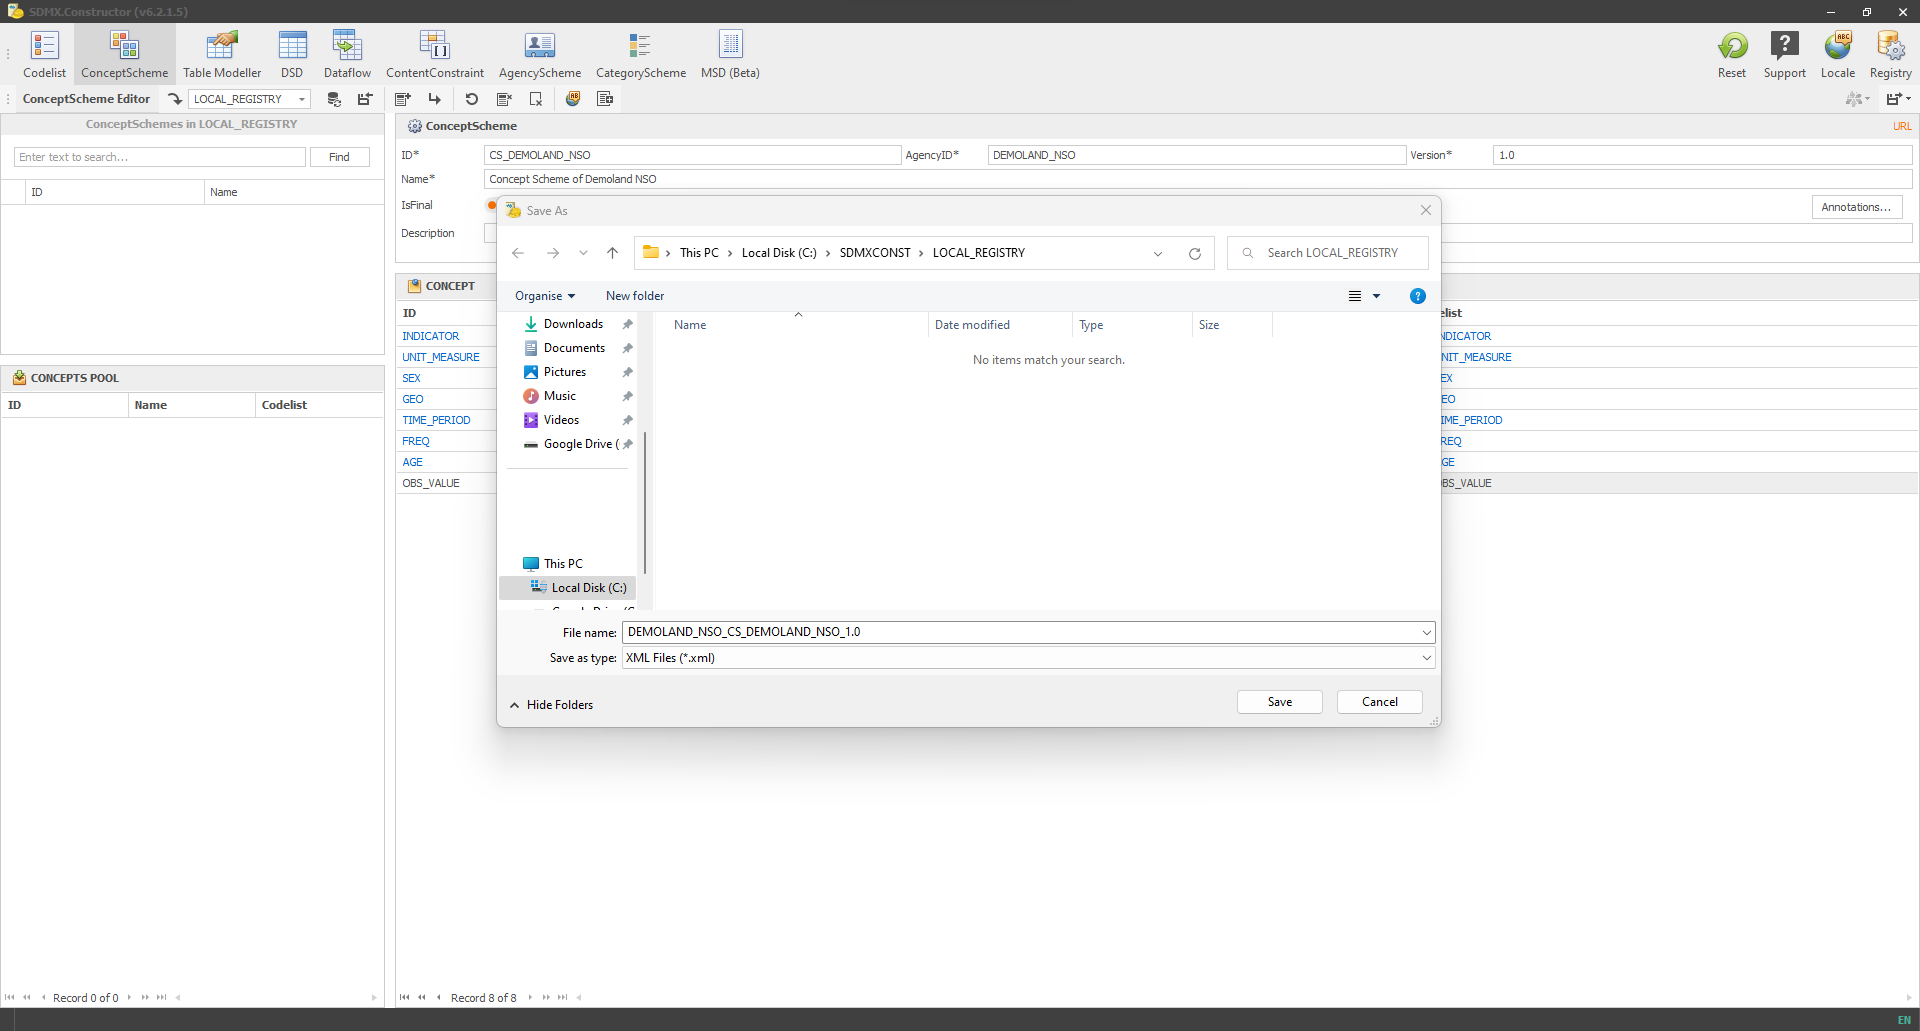 SDMX.Constructor (v6.2.1.5)
Codelist
ConceptScheme
Table Modeller
DSD
Dataflow
ContentConstraint
AgencyScheme
CategoryScheme
MSD (Beta)
Reset
Support
Locale
Registry
ConceptScheme Editor
LOCAL_REGISTRY
ConceptSchemes in LOCAL_REGISTRY
Enter text to search...
Find
ID
Name
CONCEPTS POOL
ID
Name
Codelist
Record 0 of 0
ConceptScheme
URL
ID*
CS_DEMOLAND_NSO
AgencyID*
DEMOLAND_NSO
Version*
1.0
Name*
Concept Scheme of Demoland NSO
IsFinal
Annotations...
Description
CONCEPT
ID
INDICATOR
UNIT_MEASURE
SEX
GEO
TIME_PERIOD
FREQ
AGE
OBS_VALUE
Save As
This PC
Local Disk (C:)
SDMXCONST
LOCAL_REGISTRY
Search LOCAL_REGISTRY
Organise
New folder
Downloads
Documents
Pictures
Music
Videos
Google Drive (
This PC
Local Disk (C:)
Name
Date modified
Type
Size
No items match your search.
File name:
DEMOLAND_NSO_CS_DEMOLAND_NSO_1.0
Save as type:
XML Files (*.xml)
Hide Folders
Save
Cancel
elist
NDICATOR
NIT_MEASURE
EX
EO
IME_PERIOD
REQ
GE
BS_VALUE
Record 8 of 8
EN